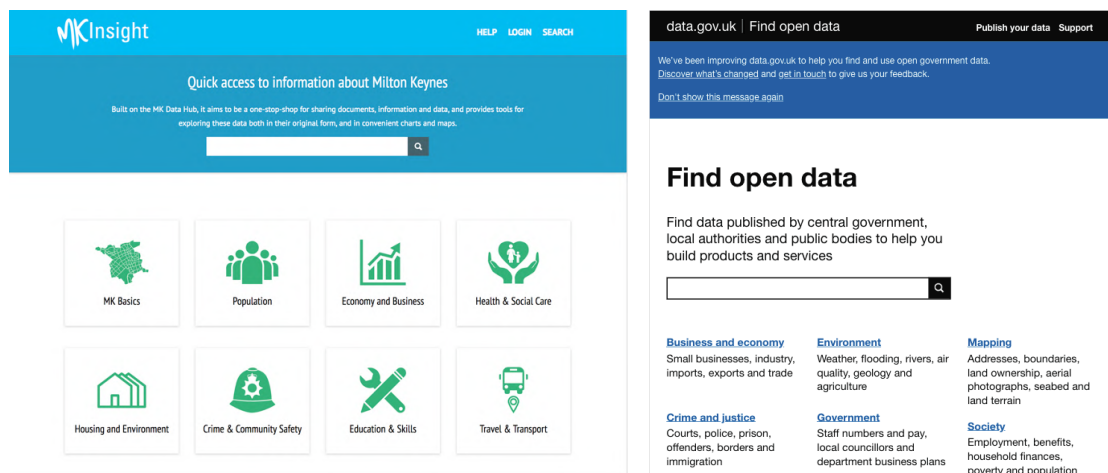 MKInsight
HELP LOGIN SEARCH
Quick access to information about Milton Keynes
Built on the MK Data Hub, it aims to be a one-stop-shop for sharing documents, information and data, and provides tools for
exploring these data both in their original form, and in convenient charts and maps.
MK Basics
Population
Economy and Business
Health & Social Care
Housing and Environment
Crime & Community Safety
Education & Skills
Travel & Transport
data.gov.uk | Find open data
Publish your data Support
We've been improving data.gov.uk to help you find and use open government data.
Discover what's changed and get in touch to give us your feedback.
Don't show this message again
Find open data
Find data published by central government,
local authorities and public bodies to help you
build products and services
Business and economy
Small businesses, industry,
imports, exports and trade
Environment
Weather, flooding, rivers, air
quality, geology and
agriculture
Mapping
Addresses, boundaries,
land ownership, aerial
photographs, seabed and
land terrain
Crime and justice
Courts, police, prison,
offenders, borders and
immigration
Government
Staff numbers and pay,
local councillors and
department business plans
Society
Employment, benefits,
household finances,
poverty and population